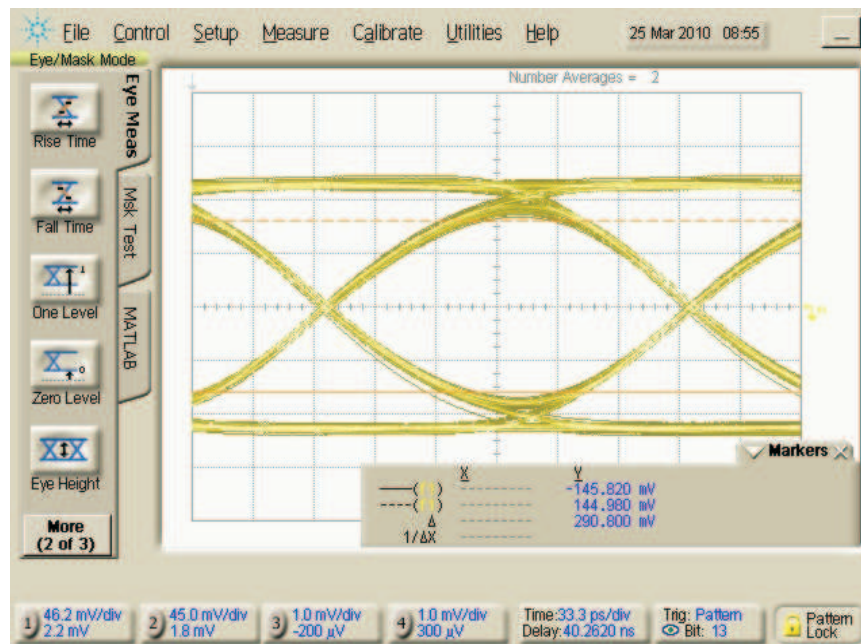 File Control Setup Measure Calibrate Utilities Help 25 Mar 2010 08:55
Eye/Mask Mode
Number Averages = 2
Eye Meas
Msk Test
MATLAB
Rise Time
Fall Time
One Level
Zero Level
Eye Height
More
(2 of 3)
Markers
X Y
(f1) -------------- -145.820 mV
(f1) -------------- 144.980 mV
Δ -------------- 290.800 mV
1/ΔX --------------
1 46.2 mV/div
2.2 mV
2 45.0 mV/div
1.8 mV
3 1.0 mV/div
-200 µV
4 1.0 mV/div
300 µV
Time:33.3 ps/div
Delay:40.2620 ns
Trig: Pattern
Bit: 13
Pattern
Lock